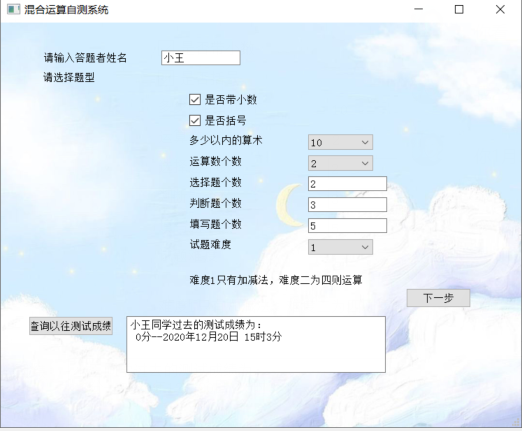 混合运算自测系统
请输入答题者姓名 小王
请选择题型
是否带小数
是否括号
多少以内的算术 10
运算数个数 2
选择题个数 2
判断题个数 3
填写题个数 5
试题难度 1
难度1只有加减法，难度二为四则运算
下一步
查询以往测试成绩
小王同学过去的测试成绩为：
0分--2020年12月20日 15时3分